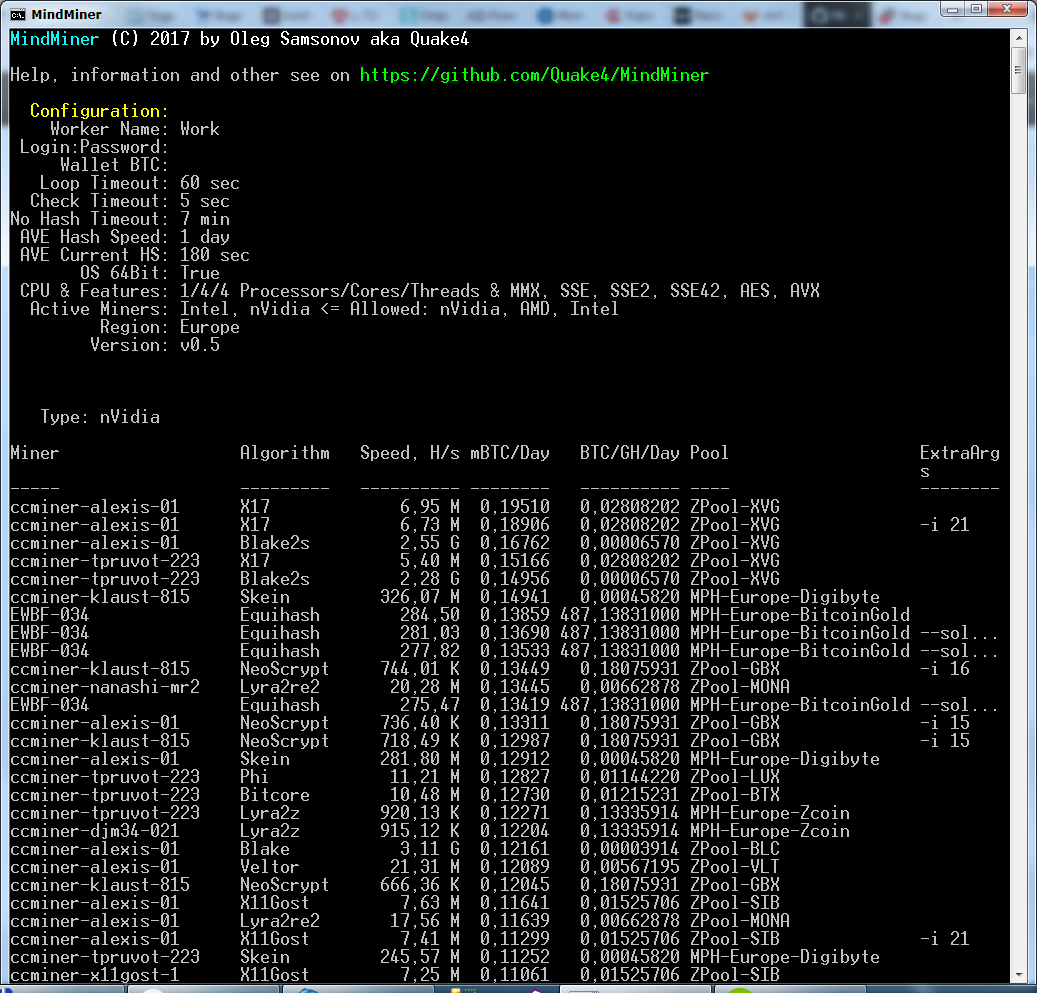 MindMiner
MindMiner (C) 2017 by Oleg Samsonov aka Quake4
Help, information and other see on https://github.com/Quake4/MindMiner
Configuration:
Worker Name: Work
Login:Password:
Wallet BTC:
Loop Timeout: 60 sec
Check Timeout: 5 sec
No Hash Timeout: 7 min
AVE Hash Speed: 1 day
AVE Current HS: 180 sec
OS 64Bit: True
CPU & Features: 1/4/4 Processors/Cores/Threads & MMX, SSE, SSE2, SSE42, AES, AVX
Active Miners: Intel, nVidia <= Allowed: nVidia, AMD, Intel
Region: Europe
Version: v0.5
Type: nVidia
Miner Algorithm Speed, H/s mBTC/Day BTC/GH/Day Pool ExtraArg
s
----- --------- ---------- -------- ---------- ---- --------
ccminer-alexis-01 X17 6,95 M 0,19510 0,02808202 ZPool-XVG
ccminer-alexis-01 X17 6,73 M 0,18906 0,02808202 ZPool-XVG -i 21
ccminer-alexis-01 Blake2s 2,55 G 0,16762 0,00006570 ZPool-XVG
ccminer-tpruvot-223 X17 5,40 M 0,15166 0,02808202 ZPool-XVG
ccminer-tpruvot-223 Blake2s 2,28 G 0,14956 0,00006570 ZPool-XVG
ccminer-klaust-815 Skein 326,07 M 0,14941 0,00045820 MPH-Europe-Digibyte
EWBF-034 Equihash 284,50 0,13859 487,13831000 MPH-Europe-BitcoinGold
EWBF-034 Equihash 281,03 0,13690 487,13831000 MPH-Europe-BitcoinGold --sol...
EWBF-034 Equihash 277,82 0,13533 487,13831000 MPH-Europe-BitcoinGold --sol...
ccminer-klaust-815 NeoScrypt 744,01 K 0,13449 0,18075931 ZPool-GBX -i 16
ccminer-nanashi-mr2 Lyra2re2 20,28 M 0,13445 0,00662878 ZPool-MONA
EWBF-034 Equihash 275,47 0,13419 487,13831000 MPH-Europe-BitcoinGold --sol...
ccminer-alexis-01 NeoScrypt 736,40 K 0,13311 0,18075931 ZPool-GBX -i 15
ccminer-klaust-815 NeoScrypt 718,49 K 0,12987 0,18075931 ZPool-GBX -i 15
ccminer-alexis-01 Skein 281,80 M 0,12912 0,00045820 MPH-Europe-Digibyte
ccminer-tpruvot-223 Phi 11,21 M 0,12827 0,01144220 ZPool-LUX
ccminer-tpruvot-223 Bitcore 10,48 M 0,12730 0,01215231 ZPool-BTX
ccminer-tpruvot-223 Lyra2z 920,13 K 0,12271 0,13335914 MPH-Europe-Zcoin
ccminer-djm34-021 Lyra2z 915,12 K 0,12204 0,13335914 MPH-Europe-Zcoin
ccminer-alexis-01 Blake 3,11 G 0,12161 0,00003914 ZPool-BLC
ccminer-alexis-01 Veltor 21,31 M 0,12089 0,00567195 ZPool-VLT
ccminer-klaust-815 NeoScrypt 666,36 K 0,12045 0,18075931 ZPool-GBX
ccminer-alexis-01 X11Gost 7,63 M 0,11641 0,01525706 ZPool-SIB
ccminer-alexis-01 Lyra2re2 17,56 M 0,11639 0,00662878 ZPool-MONA
ccminer-alexis-01 X11Gost 7,41 M 0,11299 0,01525706 ZPool-SIB -i 21
ccminer-tpruvot-223 Skein 245,57 M 0,11252 0,00045820 MPH-Europe-Digibyte
ccminer-x11gost-1 X11Gost 7,25 M 0,11061 0,01525706 ZPool-SIB